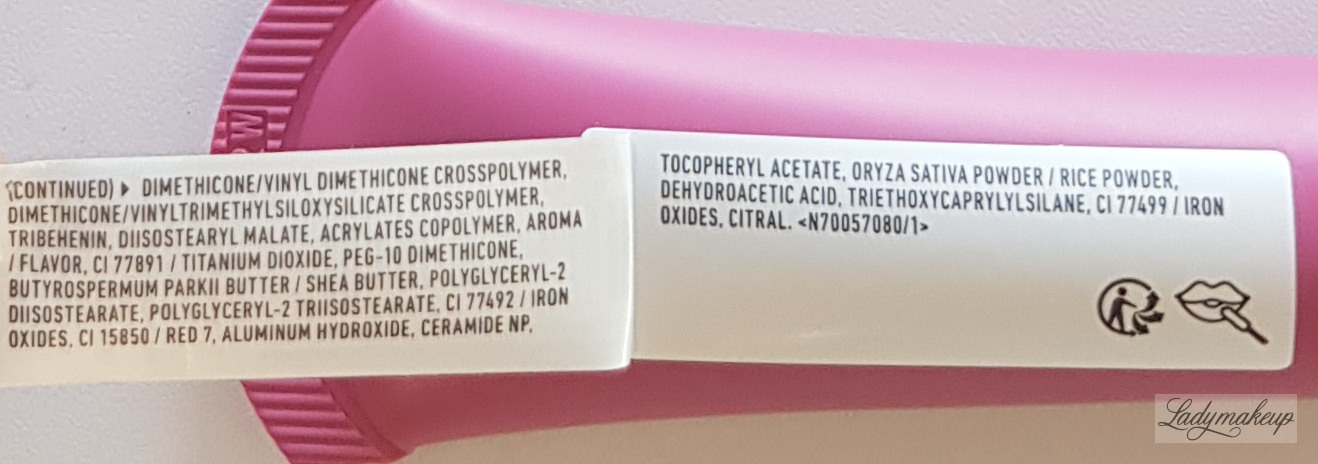 (CONTINUED) ▶ DIMETHICONE/VINYL DIMETHICONE CROSSPOLYMER,
DIMETHICONE/VINYLTRIMETHYLSILOXYSILICATE CROSSPOLYMER,
TRIBEHENIN, DIISOSTEARYL MALATE, ACRYLATES COPOLYMER, AROMA
/ FLAVOR, CI 77891 / TITANIUM DIOXIDE, PEG-10 DIMETHICONE,
BUTYROSPERMUM PARKII BUTTER / SHEA BUTTER, POLYGLYCERYL-2
DIISOSTEARATE, POLYGLYCERYL-2 TRIISOSTEARATE, CI 77492 / IRON
OXIDES, CI 15850 / RED 7, ALUMINUM HYDROXIDE, CERAMIDE NP,
TOCOPHERYL ACETATE, ORYZA SATIVA POWDER / RICE POWDER,
DEHYDROACETIC ACID, TRIETHOXYCAPRYLYLSILANE, CI 77499 / IRON
OXIDES, CITRAL. <N70057080/1>
Ladymakeup